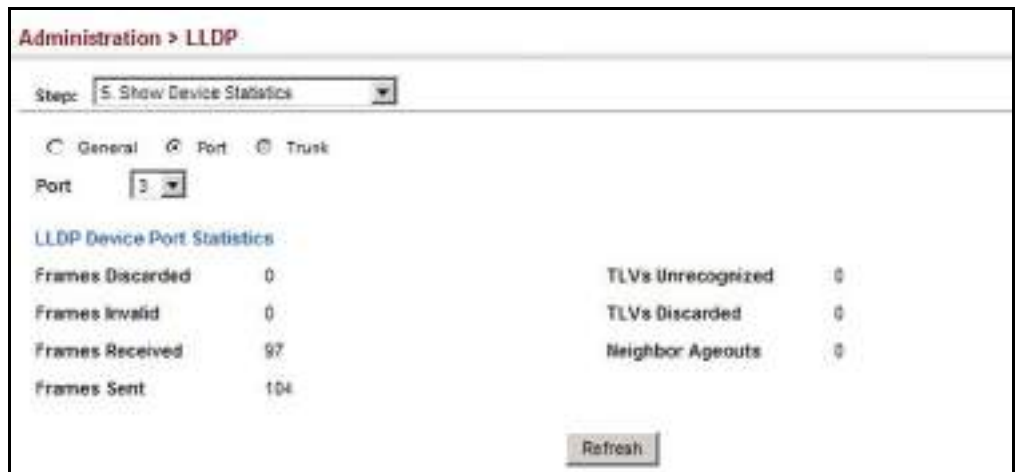 Administration > LLDP
Step: 5. Show Device Statistics
General Port Trunk
Port 3
LLDP Device Port Statistics
Frames Discarded 0 TLVs Unrecognized 0
Frames Invalid 0 TLVs Discarded 0
Frames Received 97 Neighbor Ageouts 0
Frames Sent 104
Refresh